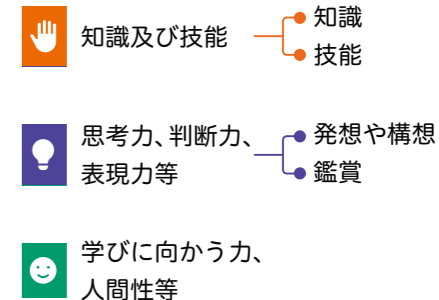 知識及び技能
知識
技能
思考力、判断力、
表現力等
発想や構想
鑑賞
学びに向かう力、
人間性等